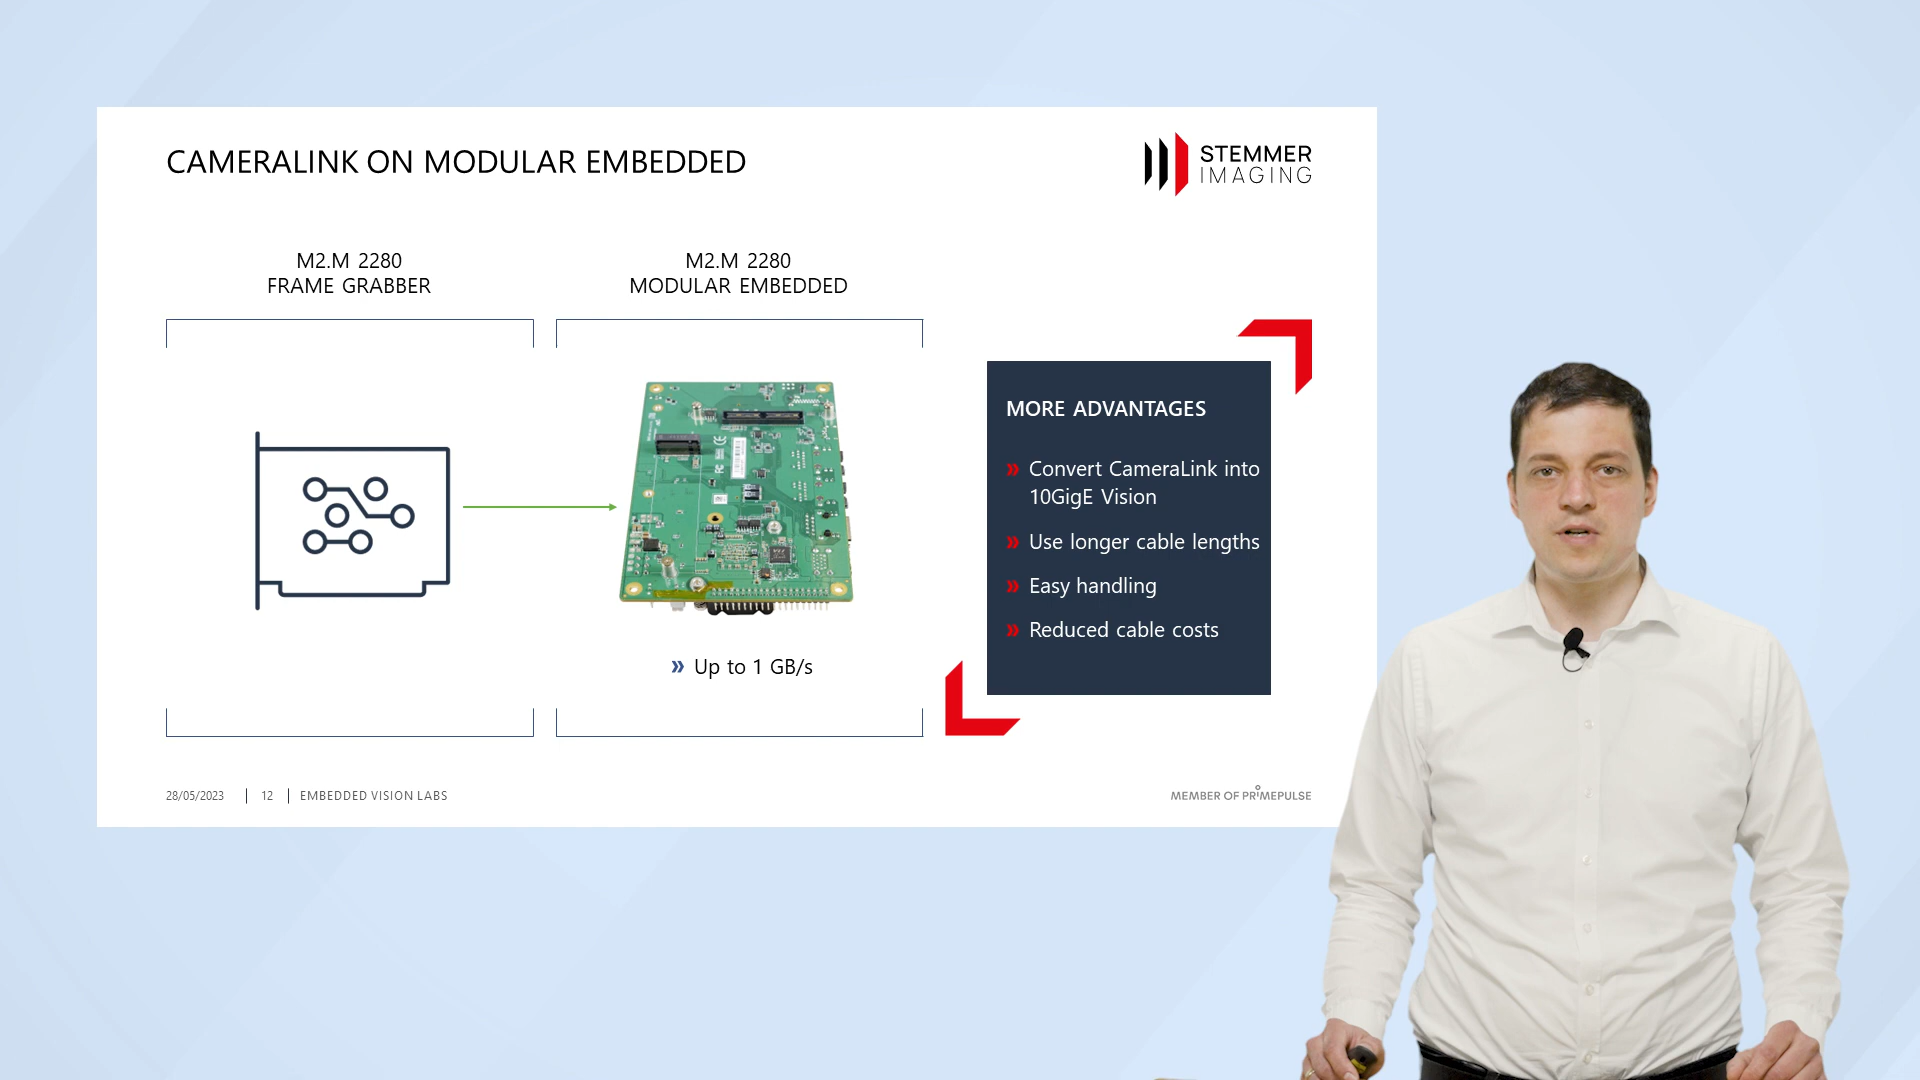 CAMERALINK ON MODULAR EMBEDDED
STEMMER
IMAGING
M2.M 2280
FRAME GRABBER
M2.M 2280
MODULAR EMBEDDED
» Up to 1 GB/s
MORE ADVANTAGES
» Convert CameraLink into
10GigE Vision
» Use longer cable lengths
» Easy handling
» Reduced cable costs
28/05/2023 | 12 | EMBEDDED VISION LABS
MEMBER OF PRIMEPULSE